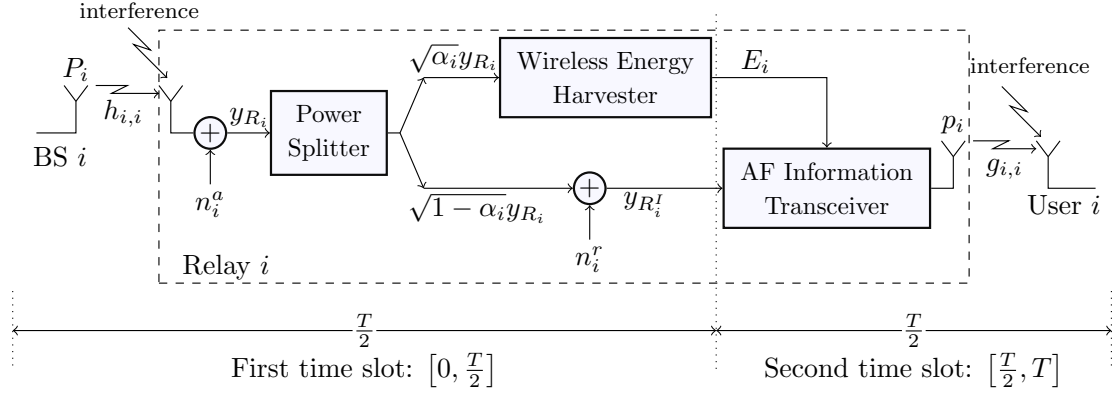 interference
P_i
h_{i,i}
BS i
y_{R_i}
n_i^a
Power
Splitter
√α_i y_{R_i}
√1 − α_i y_{R_i}
Wireless Energy
Harvester
E_i
n_i^r
y_{R_i^I}
AF Information
Transceiver
p_i
interference
g_{i,i}
User i
Relay i
T/2
T/2
First time slot: [0, T/2]
Second time slot: [T/2, T]